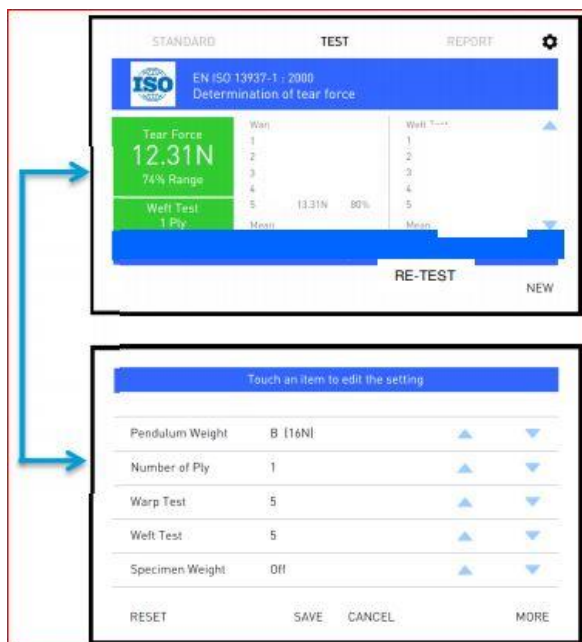 STANDARD TEST REPORT
ISO
EN ISO 13937-1 : 2000
Determination of tear force
Tear Force
12.31N
74% Range
Weft Test
1 Ply
1
2
3
4
5 13.31N 80%
Mean
Weft
1
2
3
4
5
Mean
RE-TEST
NEW
Touch an item to edit the setting
Pendulum Weight B (16N)
Number of Ply 1
Warp Test 5
Weft Test 5
Specimen Weight Off
RESET SAVE CANCEL MORE